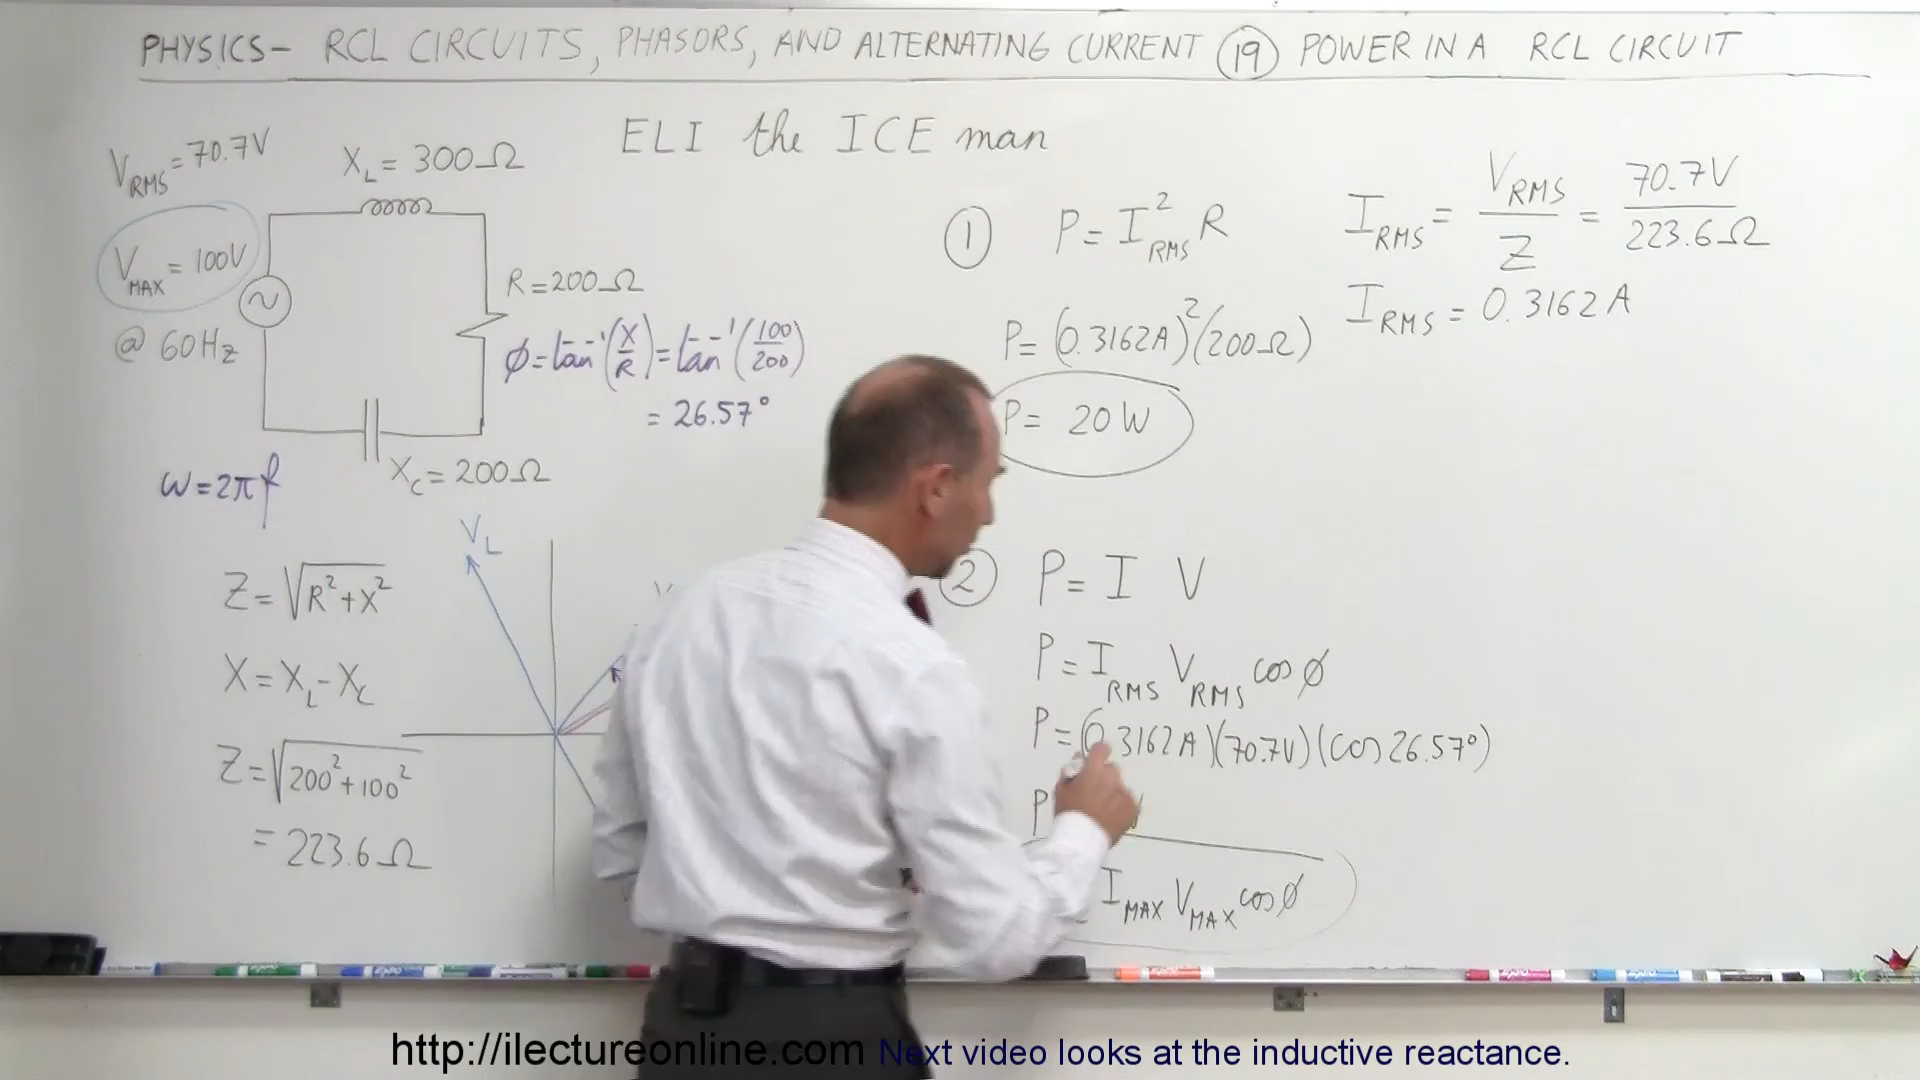 PHYSICS- RCL CIRCUITS, PHASORS, AND ALTERNATING CURRENT (19) POWER IN A RCL CIRCUIT
ELI the ICE man
V_RMS = 70.7V
X_L = 300Ω
V_MAX = 100V
@ 60Hz
R = 200Ω
ϕ = tan⁻¹(X/R) = tan⁻¹(100/200)
= 26.57°
X_C = 200Ω
ω = 2πf
Z = √(R²+X²)
X = X_L - X_C
Z = √(200²+100²)
= 223.6Ω
V_L
① P = I²_RMS R
P = (0.3162A)²(200Ω)
P = 20W
I_RMS = V_RMS/Z = 70.7V/223.6Ω
I_RMS = 0.3162A
② P = I V
P = I_RMS V_RMS cosϕ
P = (0.3162A)(70.7V)(cos 26.57°)
P
I_MAX V_MAX cosϕ
http://ilectureonline.com Next video looks at the inductive reactance.